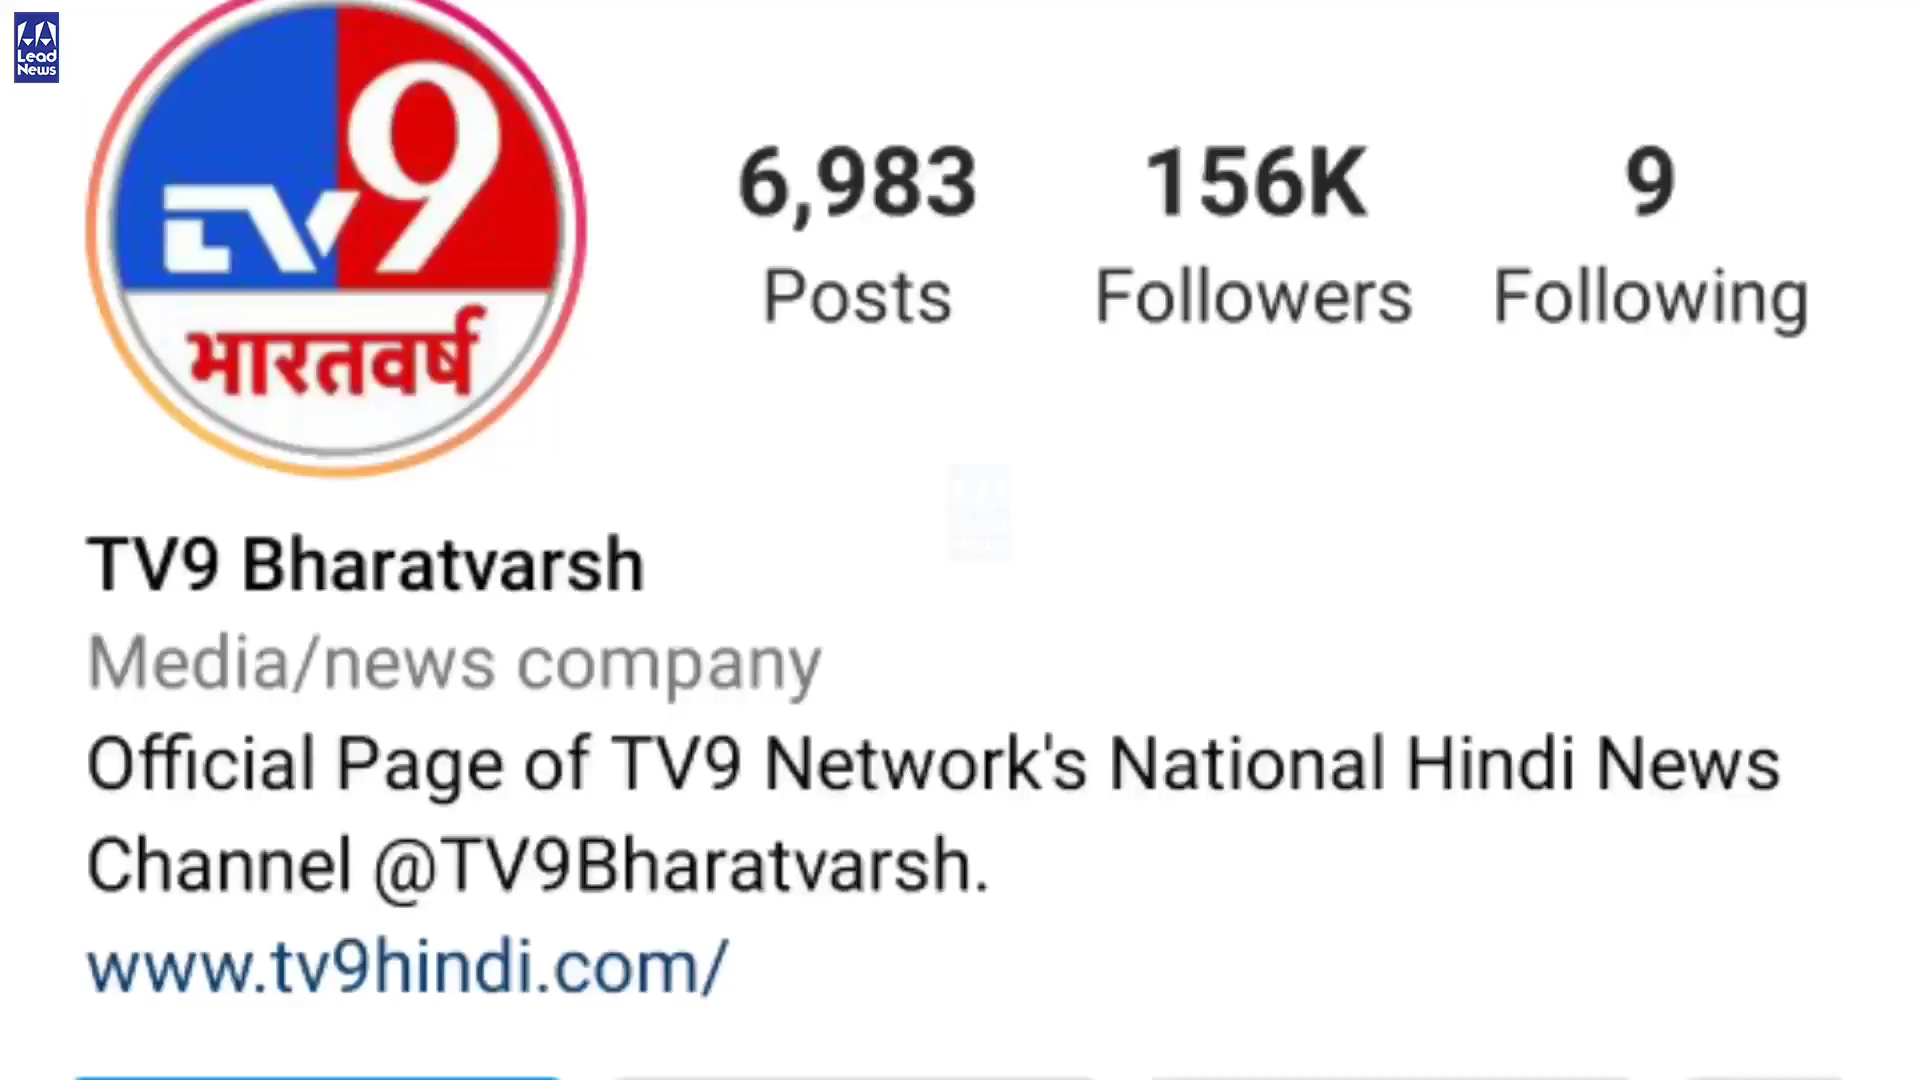 Lead
News
TV9
भारतवर्ष
6,983 156K 9
Posts Followers Following
TV9 Bharatvarsh
Media/news company
Official Page of TV9 Network's National Hindi News
Channel @TV9Bharatvarsh.
www.tv9hindi.com/